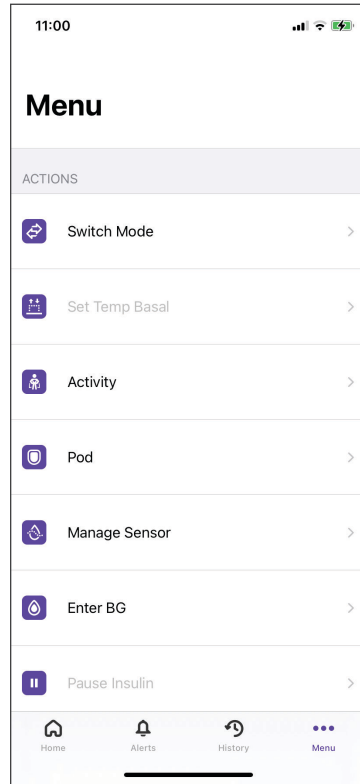 11:00
Menu
ACTIONS
Switch Mode
Set Temp Basal
Activity
Pod
Manage Sensor
Enter BG
Pause Insulin
Home Alerts History Menu